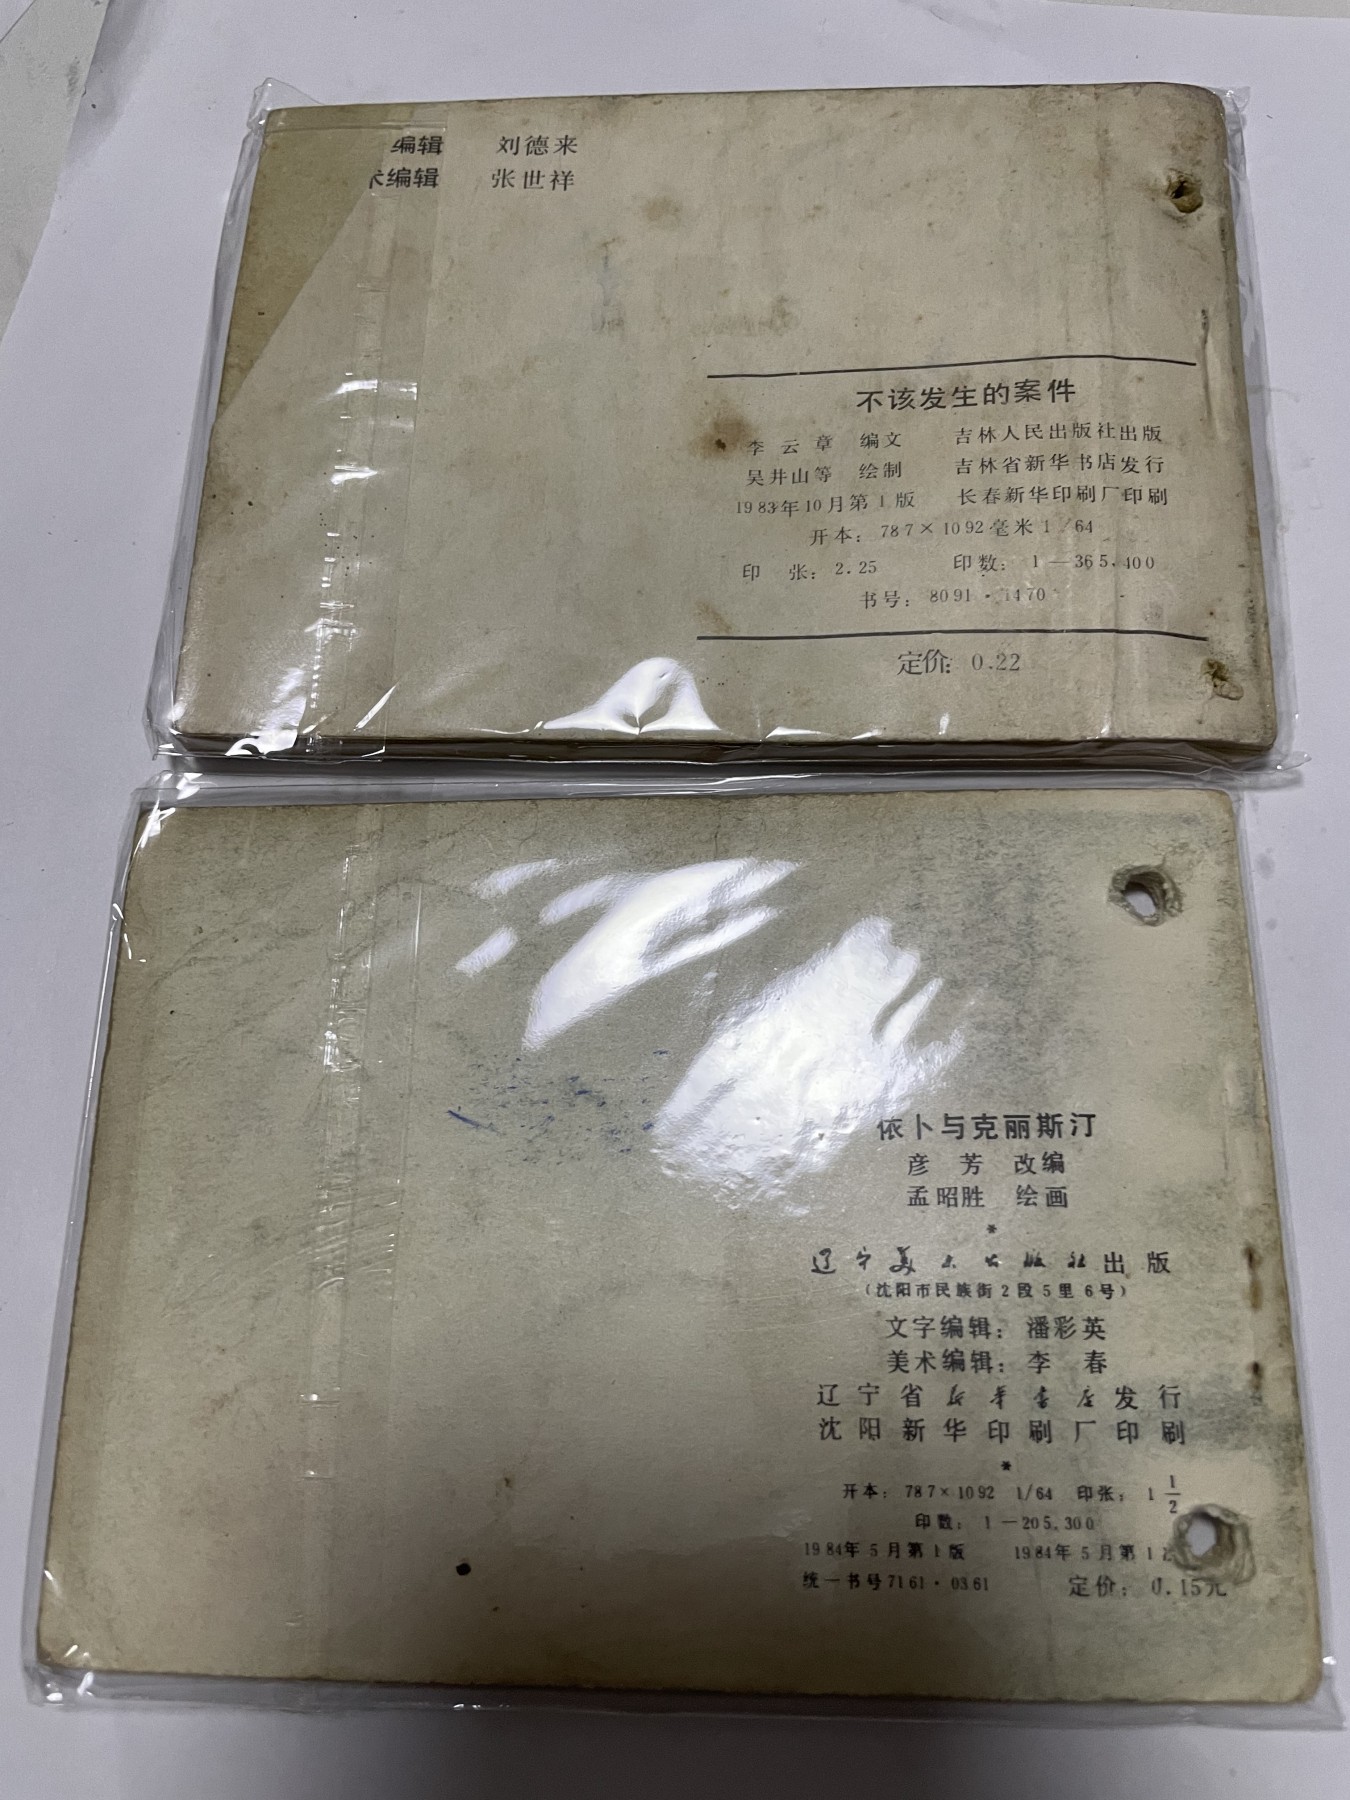 编辑 刘德来
术编辑 张世祥
不该发生的案件
李云章 编文 吉林人民出版社出版
吴井山等 绘制 吉林省新华书店发行
1983年10月第1版 长春新华印刷厂印刷
开本：787×1092毫米1/64
印 张：2.25 印数：1—365,400
书号：8091·1470
定价：0.22
依卜与克丽斯汀
彦 芳 改编
孟昭胜 绘画
*
辽宁美术出版社出版
（沈阳市民族街2段5里6号）
文字编辑：潘彩英
美术编辑：李 春
辽宁省新华书店发行
沈阳新华印刷厂印刷
*
开本：787×1092 1/64 印张：1 1/2
印数：1—205,300
1984年5月第1版 1984年5月第1
统一书号7161·0361 定价：0.15元